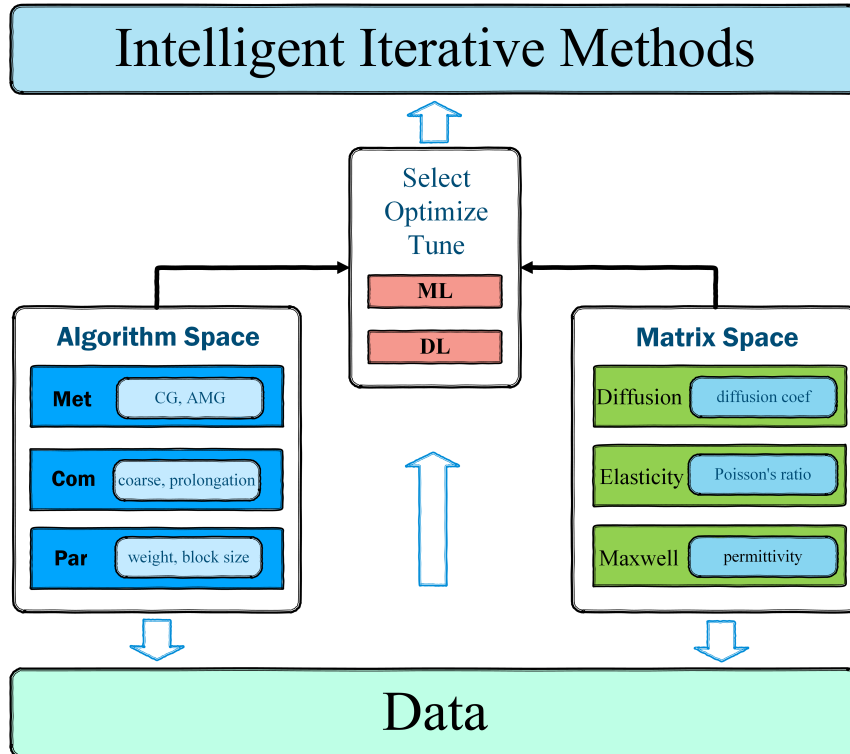 Intelligent Iterative Methods
Select
Optimize
Tune
ML
DL
Algorithm Space
Met
CG, AMG
Com
coarse, prolongation
Par
weight, block size
Matrix Space
Diffusion
diffusion coef
Elasticity
Poisson's ratio
Maxwell
permittivity
Data